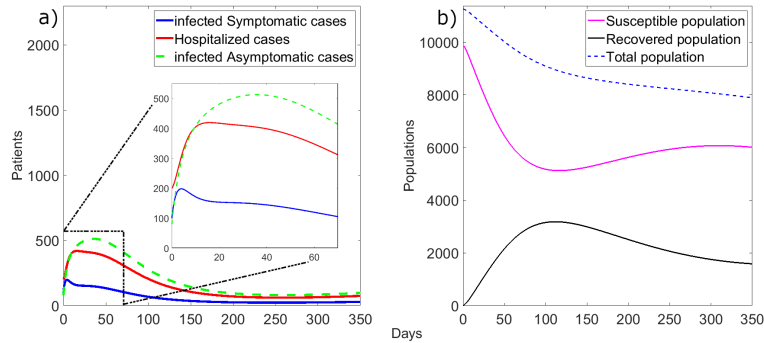 a)
2000
1500
1000
500
0
Patients
infected Symptomatic cases
Hospitalized cases
infected Asymptomatic cases
500
400
300
200
100
0
0 20 40 60
0 50 100 150 200 250 300 350
b)
10000
8000
6000
4000
2000
0
Populations
Susceptible population
Recovered population
Total population
0 50 100 150 200 250 300 350
Days